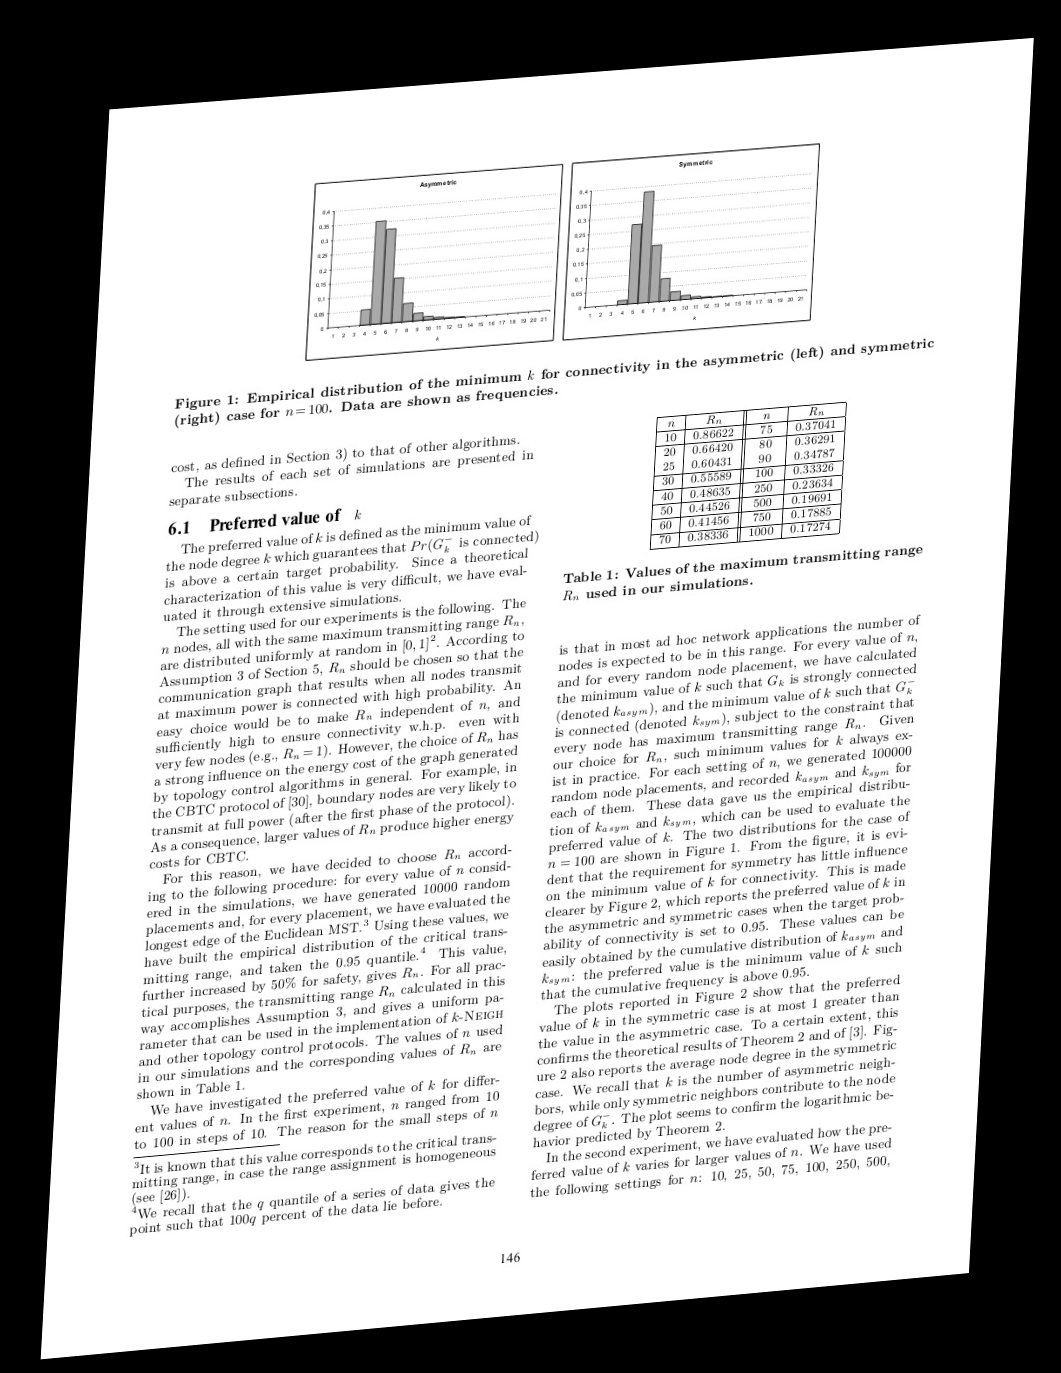 Asymmetric
0,4
0,35
0,3
0,25
0,2
0,15
0,1
0,05
0
1 2 3 4 5 6 7 8 9 10 11 12 13 14 15 16 17 18 19 20 21
k
Symmetric
0,4
0,35
0,3
0,25
0,2
0,15
0,1
0,05
0
1 2 3 4 5 6 7 8 9 10 11 12 13 14 15 16 17 18 19 20 21
k
Figure 1: Empirical distribution of the minimum k for connectivity in the asymmetric (left) and symmetric
(right) case for n = 100. Data are shown as frequencies.
cost, as defined in Section 3) to that of other algorithms.
The results of each set of simulations are presented in
separate subsections.
6.1 Preferred value of k
The preferred value of k is defined as the minimum value of
the node degree k which guarantees that Pr(G_k^- is connected)
is above a certain target probability. Since a theoretical
characterization of this value is very difficult, we have eval-
uated it through extensive simulations.
The setting used for our experiments is the following. The
n nodes, all with the same maximum transmitting range R_n,
are distributed uniformly at random in [0, 1]^2. According to
Assumption 3 of Section 5, R_n should be chosen so that the
communication graph that results when all nodes transmit
at maximum power is connected with high probability. An
easy choice would be to make R_n independent of n, and
sufficiently high to ensure connectivity w.h.p. even with
very few nodes (e.g., R_n = 1). However, the choice of R_n has
a strong influence on the energy cost of the graph generated
by topology control algorithms in general. For example, in
the CBTC protocol of [30], boundary nodes are very likely to
transmit at full power (after the first phase of the protocol).
As a consequence, larger values of R_n produce higher energy
costs for CBTC.
For this reason, we have decided to choose R_n accord-
ing to the following procedure: for every value of n consid-
ered in the simulations, we have generated 10000 random
placements and, for every placement, we have evaluated the
longest edge of the Euclidean MST.^3 Using these values, we
have built the empirical distribution of the critical trans-
mitting range, and taken the 0.95 quantile.^4 This value,
further increased by 50% for safety, gives R_n. For all prac-
tical purposes, the transmitting range R_n calculated in this
way accomplishes Assumption 3, and gives a uniform pa-
rameter that can be used in the implementation of k-NEIGH
and other topology control protocols. The values of n used
in our simulations and the corresponding values of R_n are
shown in Table 1.
We have investigated the preferred value of k for differ-
ent values of n. In the first experiment, n ranged from 10
to 100 in steps of 10. The reason for the small steps of n
^3It is known that this value corresponds to the critical trans-
mitting range, in case the range assignment is homogeneous
(see [26]).
^4We recall that the q quantile of a series of data gives the
point such that 100q percent of the data lie before.
n R_n n R_n
10 0.86622 75 0.37041
20 0.66420 80 0.36291
25 0.60431 90 0.34787
30 0.55589 100 0.33326
40 0.48635 250 0.23634
50 0.44526 500 0.19691
60 0.41456 750 0.17885
70 0.38336 1000 0.17274
Table 1: Values of the maximum transmitting range
R_n used in our simulations.
is that in most ad hoc network applications the number of
nodes is expected to be in this range. For every value of n,
and for every random node placement, we have calculated
the minimum value of k such that G_k is strongly connected
(denoted k_asym), and the minimum value of k such that G_k^-
is connected (denoted k_sym), subject to the constraint that
every node has maximum transmitting range R_n. Given
our choice for R_n, such minimum values for k always ex-
ist in practice. For each setting of n, we generated 100000
random node placements, and recorded k_asym and k_sym for
each of them. These data gave us the empirical distribu-
tion of k_asym and k_sym, which can be used to evaluate the
preferred value of k. The two distributions for the case of
n = 100 are shown in Figure 1. From the figure, it is evi-
dent that the requirement for symmetry has little influence
on the minimum value of k for connectivity. This is made
clearer by Figure 2, which reports the preferred value of k in
the asymmetric and symmetric cases when the target prob-
ability of connectivity is set to 0.95. These values can be
easily obtained by the cumulative distribution of k_asym and
k_sym: the preferred value is the minimum value of k such
that the cumulative frequency is above 0.95.
The plots reported in Figure 2 show that the preferred
value of k in the symmetric case is at most 1 greater than
the value in the asymmetric case. To a certain extent, this
confirms the theoretical results of Theorem 2 and of [3]. Fig-
ure 2 also reports the average node degree in the symmetric
case. We recall that k is the number of asymmetric neigh-
bors, while only symmetric neighbors contribute to the node
degree of G_k^-. The plot seems to confirm the logarithmic be-
havior predicted by Theorem 2.
In the second experiment, we have evaluated how the pre-
ferred value of k varies for larger values of n. We have used
the following settings for n: 10, 25, 50, 75, 100, 250, 500,
146